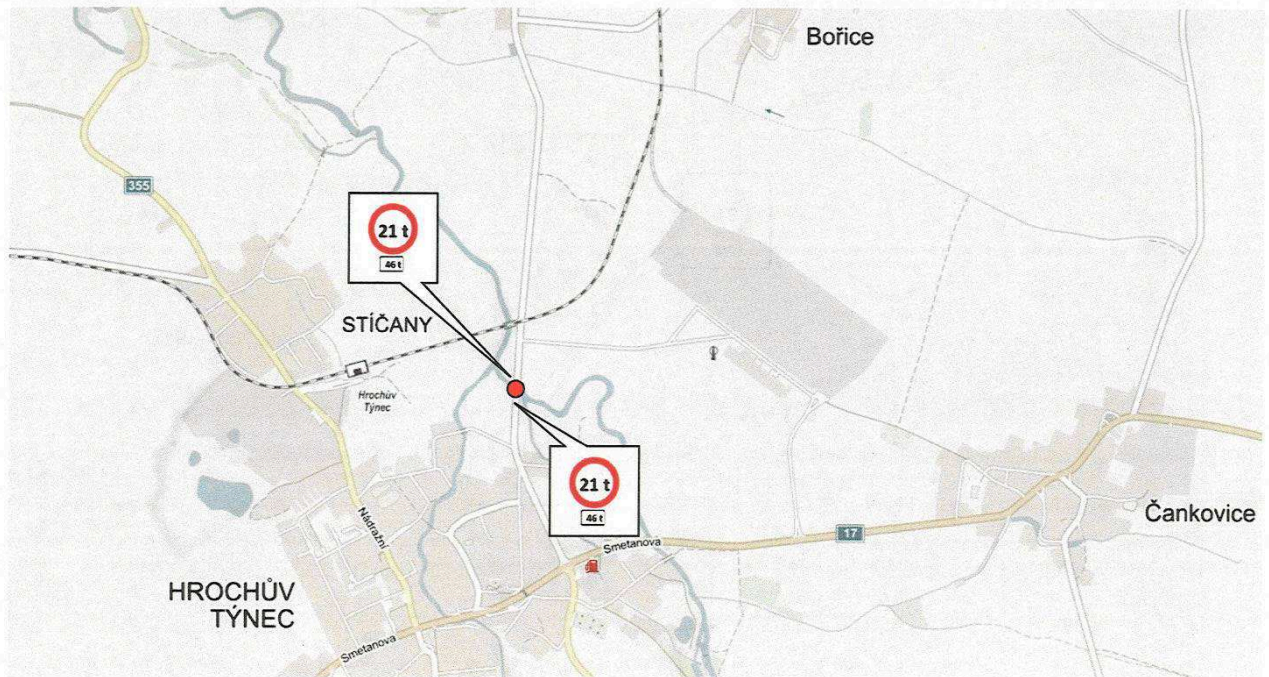 Bořice
355
21 t
46 t
STÍČANY
Hrochův
Týnec
21 t
46 t
Nádražní
Smetanova
17
Čankovice
HROCHŮV
TÝNEC
Smetanova